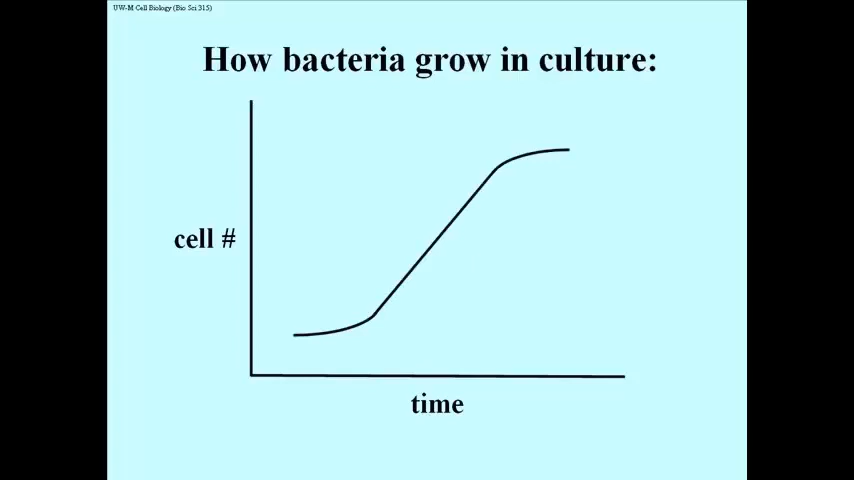 UW-M Cell Biology (Bio Sci 315)
How bacteria grow in culture:
cell #
time